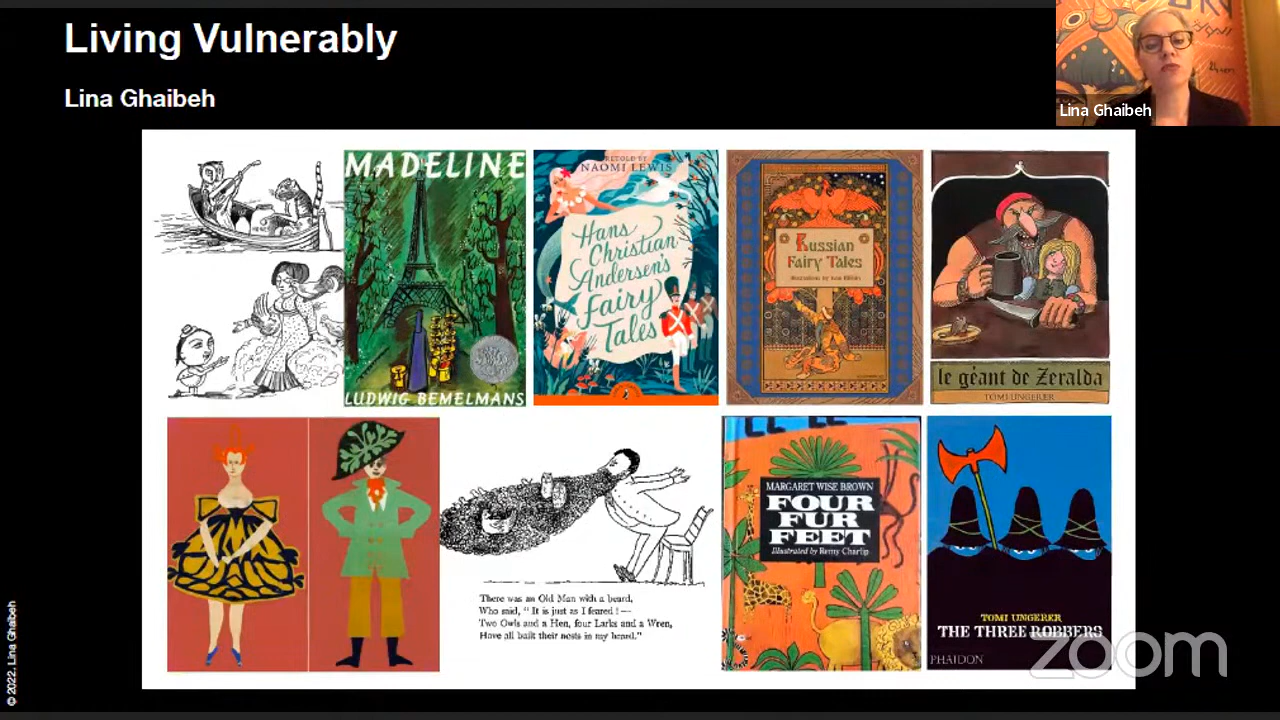 Living Vulnerably
Lina Ghaibeh
Lina Ghaibeh
MADELINE
LUDWIG BEMELMANS
RETOLD BY
NAOMI LEWIS
Hans
Christian
Andersen's
Fairy
Tales
Russian
Fairy Tales
le géant de Zeralda
TOMI UNGERER
There was an Old Man with a beard,
Who said, "It is just as I feared!—
Two Owls and a Hen, four Larks and a Wren,
Have all built their nests in my beard."
MARGARET WISE BROWN
FOUR
FUR
FEET
Illustrated by Remy Charlip
TOMI UNGERER
THE THREE ROBBERS
PHAIDON
zoom
© 2022, Lina Ghaibeh